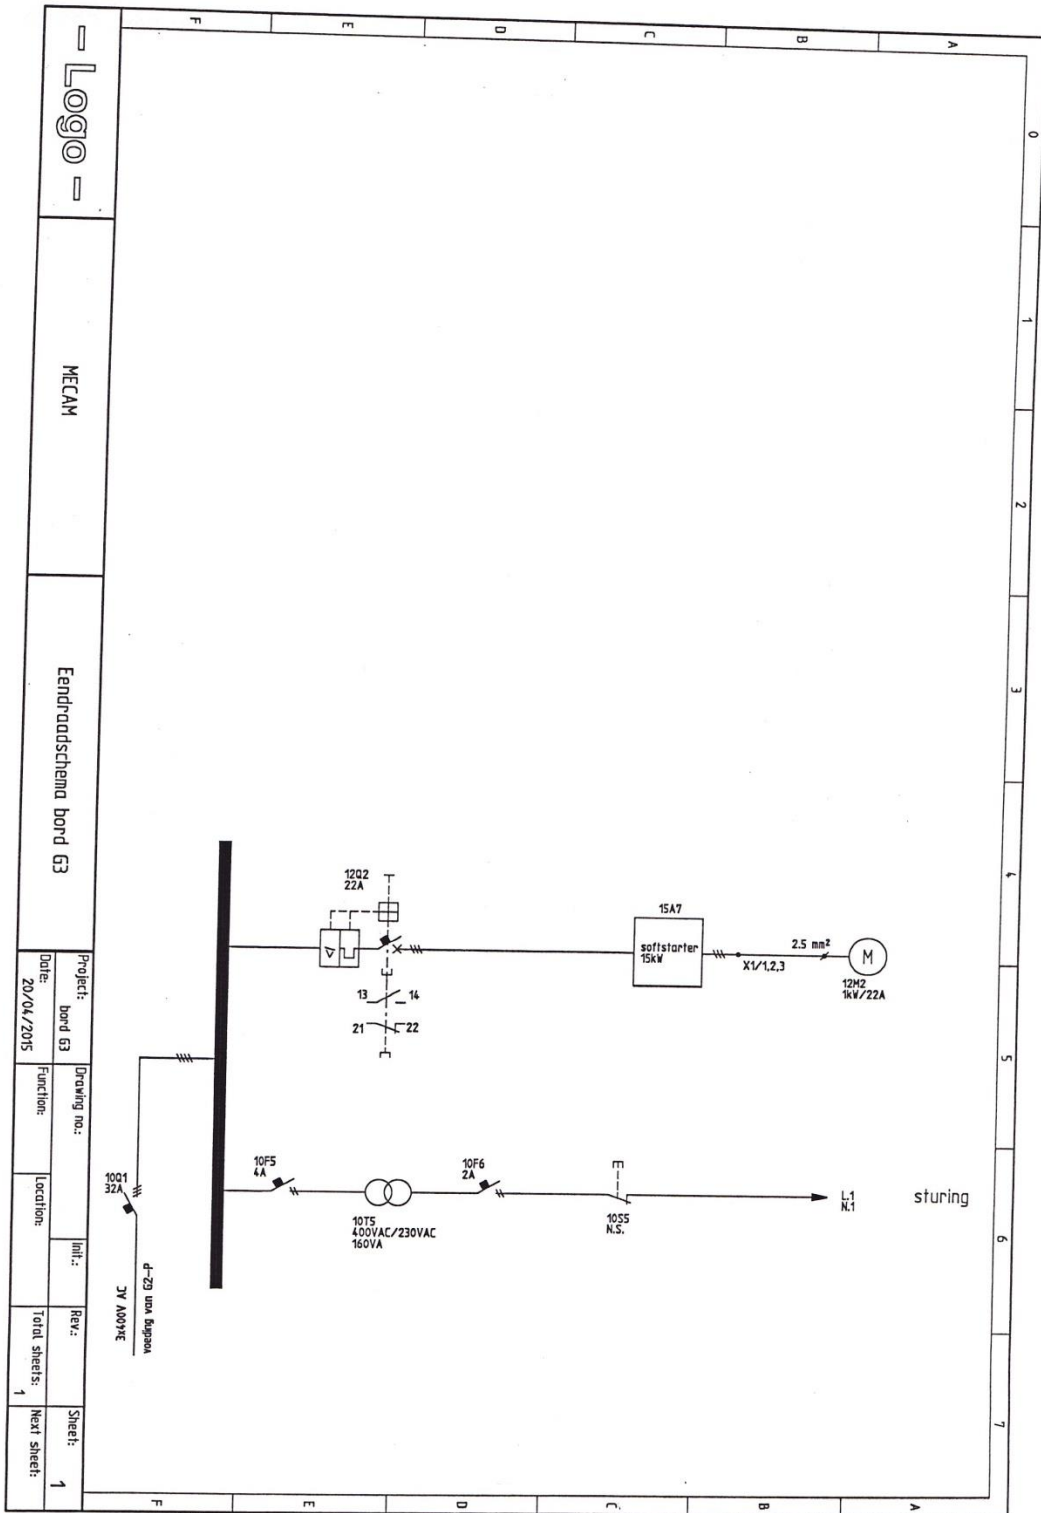 F
E
D
C
B
A
0
1
2
3
4
5
6
7
F
E
D
C
B
A
12Q2
22A
13
14
21
22
15A7
softstarter
15kW
X1/1,2,3
2.5 mm²
M
12M2
1kW/22A
10F5
4A
10T5
400VAC/230VAC
160VA
10F6
2A
10S5
N.S.
L.1
N.1
sturing
10Q1
32A
voeding van G2-P
3X400V AC
Logo
MECAM
Eendraadschema bord G3
Project:
bord G3
Drawing no.:
Init.:
Rev.:
Sheet:
1
Date:
20/04/2015
Function:
Location:
Total sheets:
1
Next sheet: